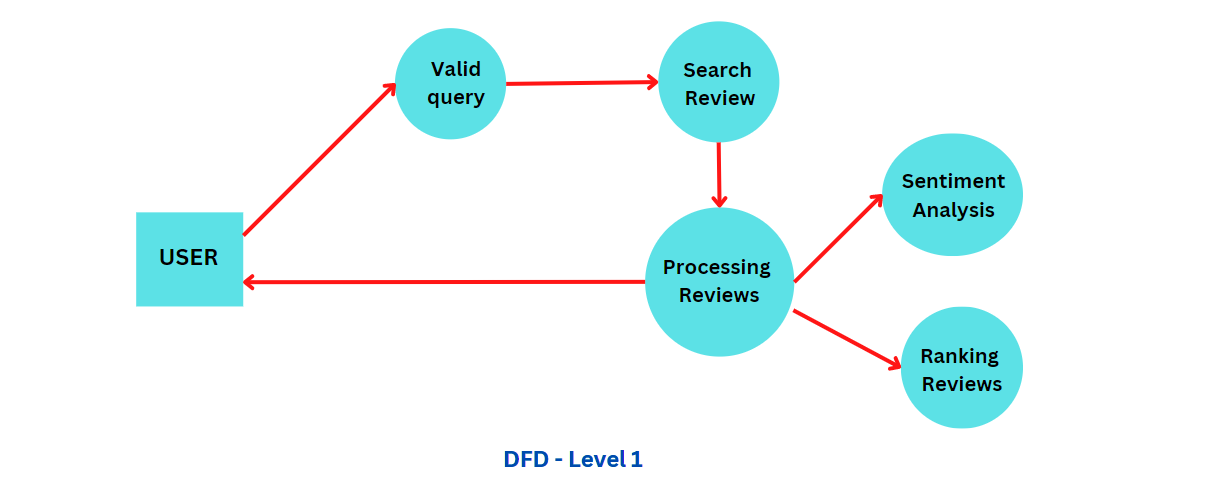 Valid
query
Search
Review
Sentiment
Analysis
USER
Processing
Reviews
Ranking
Reviews
DFD - Level 1